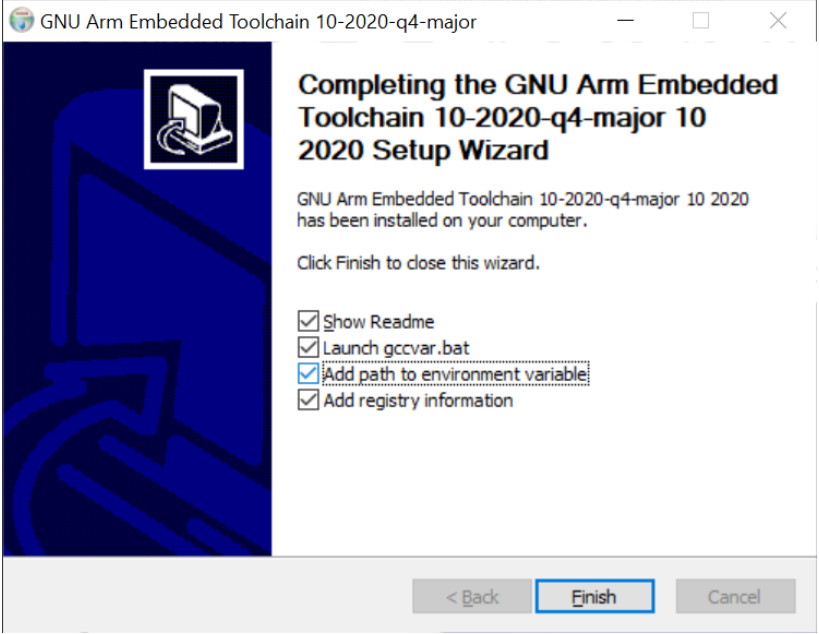 GNU Arm Embedded Toolchain 10-2020-q4-major
Completing the GNU Arm Embedded
Toolchain 10-2020-q4-major 10
2020 Setup Wizard
GNU Arm Embedded Toolchain 10-2020-q4-major 10 2020
has been installed on your computer.
Click Finish to close this wizard.
Show Readme
Launch gccvar.bat
Add path to environment variable
Add registry information
< Back
Finish
Cancel